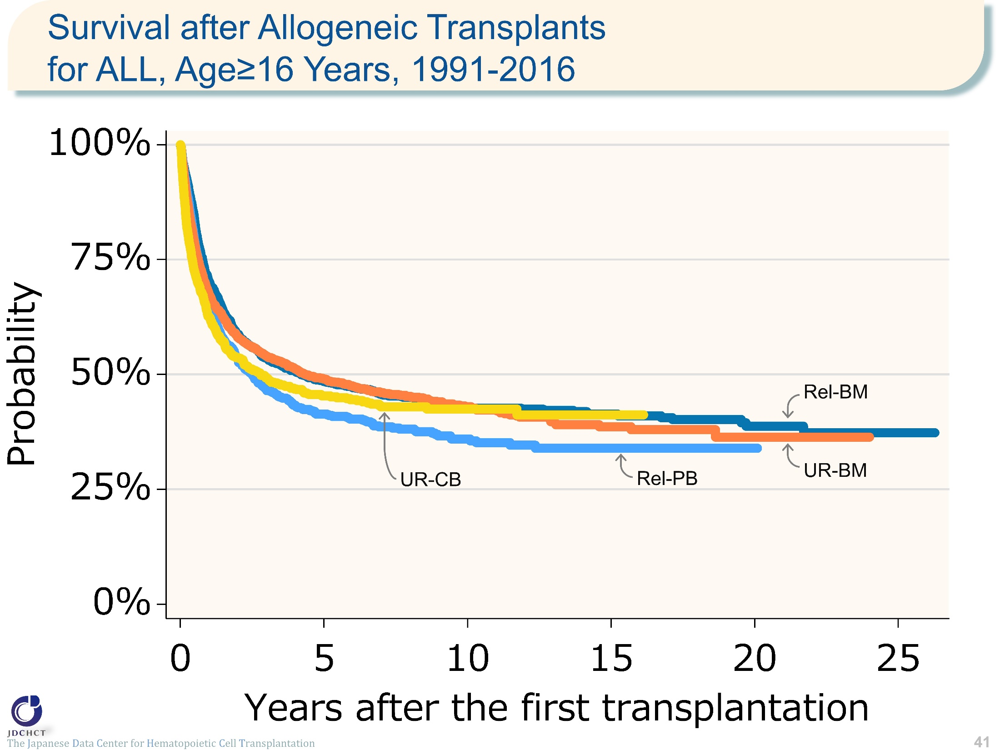 Survival after Allogeneic Transplants
for ALL, Age≥16 Years, 1991-2016
100%
75%
50%
25%
0%
Probability
Rel-BM
UR-BM
UR-CB
Rel-PB
0 5 10 15 20 25
Years after the first transplantation
JDCHCT
The Japanese Data Center for Hematopoietic Cell Transplantation
41